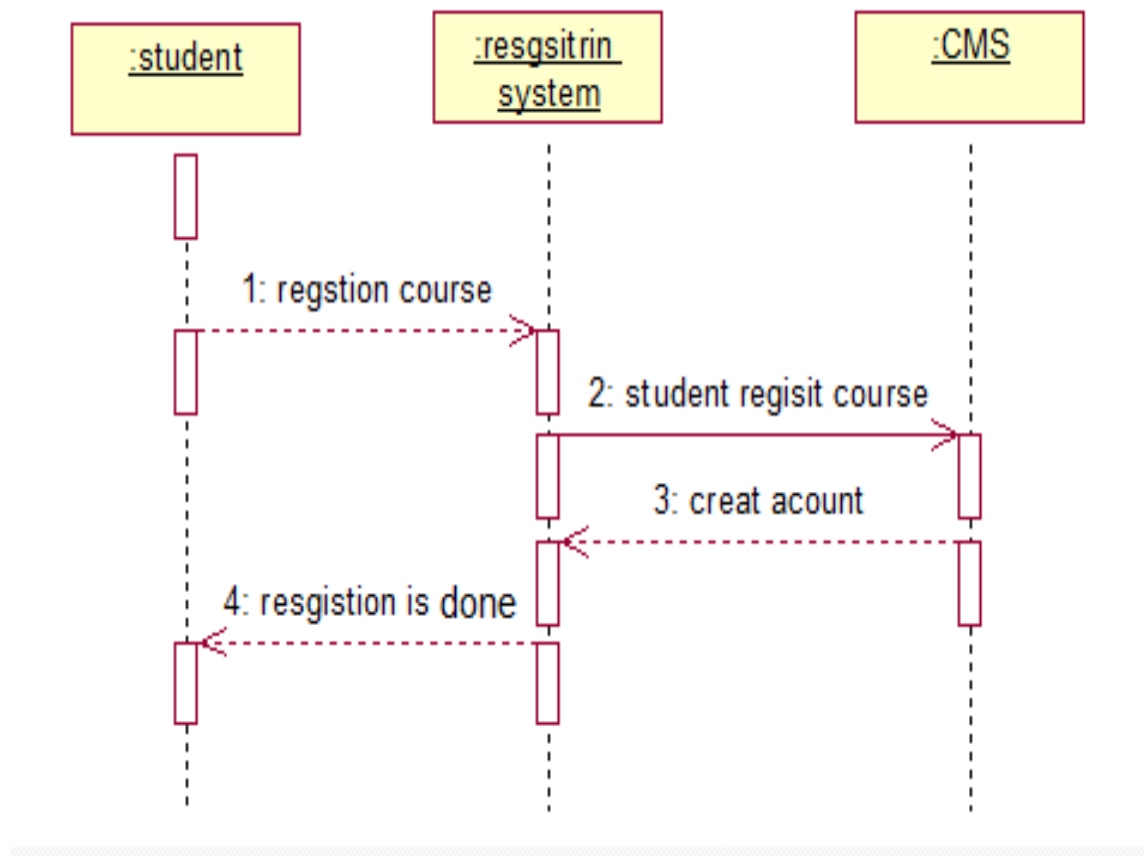 :student
:resgsitrin
system
:CMS
1: regstion course
2: student regisit course
3: creat acount
4: resgistion is done